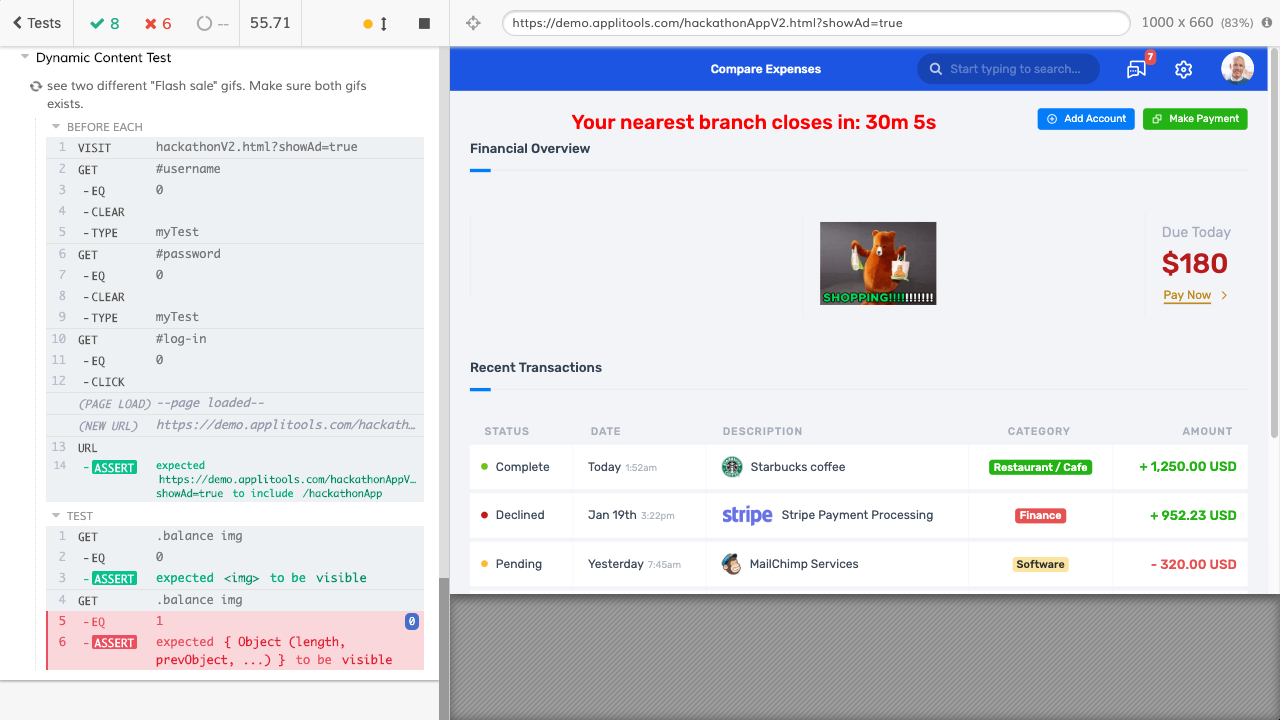 Tests
8
6
--
55.71
https://demo.applitools.com/hackathonAppV2.html?showAd=true
1000 x 660 (83%)
Dynamic Content Test
see two different "Flash sale" gifs. Make sure both gifs
exists.
BEFORE EACH
1 VISIT hackathonV2.html?showAd=true
2 GET #username
3 -EQ 0
4 -CLEAR
5 -TYPE myTest
6 GET #password
7 -EQ 0
8 -CLEAR
9 -TYPE myTest
10 GET #log-in
11 -EQ 0
12 -CLICK
(PAGE LOAD) --page loaded--
(NEW URL) https://demo.applitools.com/hackath…
13 URL
14 -ASSERT expected
https://demo.applitools.com/hackathonAppV…
showAd=true to include /hackathonApp
TEST
1 GET .balance img
2 -EQ 0
3 -ASSERT expected <img> to be visible
4 GET .balance img
5 -EQ 1 0
6 -ASSERT expected { Object (length,
prevObject, ...) } to be visible
Compare Expenses
Start typing to search...
7
Your nearest branch closes in: 30m 5s
Add Account
Make Payment
Financial Overview
SHOPPING!!!!!!!!!!!
Due Today
$180
Pay Now
Recent Transactions
STATUS DATE DESCRIPTION CATEGORY AMOUNT
Complete Today 1:52am Starbucks coffee Restaurant / Cafe + 1,250.00 USD
Declined Jan 19th 3:22pm stripe Stripe Payment Processing Finance + 952.23 USD
Pending Yesterday 7:45am MailChimp Services Software - 320.00 USD